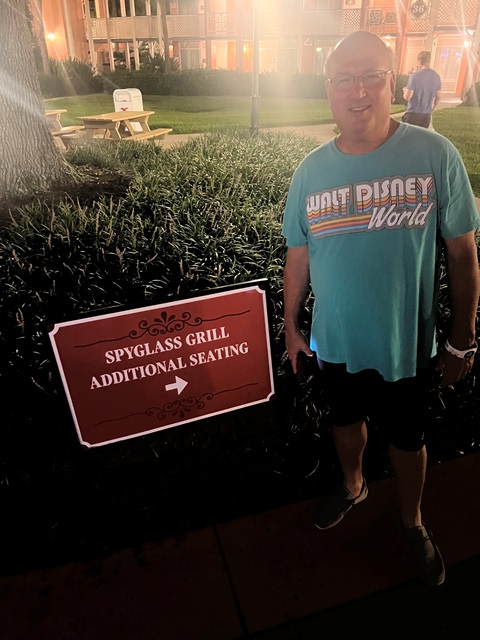 WALT DISNEY
World
SPYGLASS GRILL
ADDITIONAL SEATING